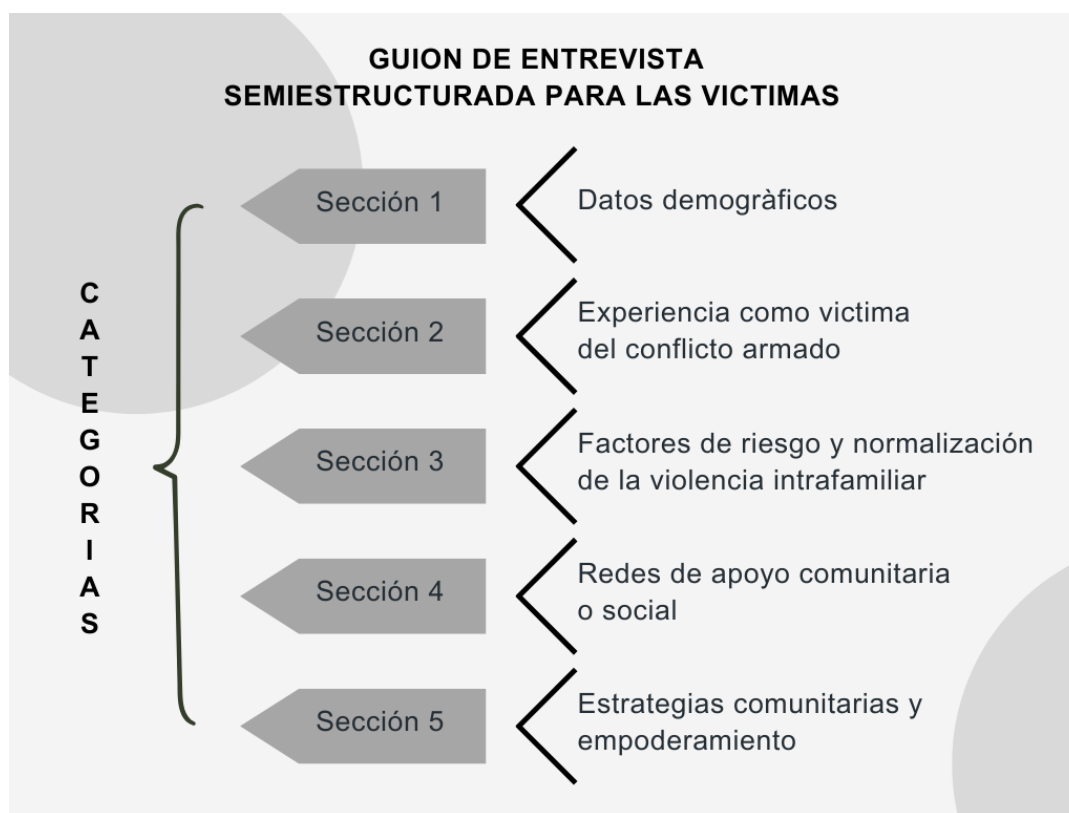 GUION DE ENTREVISTA
SEMIESTRUCTURADA PARA LAS VICTIMAS
CATEGORIAS
Sección 1
Datos demogràficos
Sección 2
Experiencia como victima
del conflicto armado
Sección 3
Factores de riesgo y normalización
de la violencia intrafamiliar
Sección 4
Redes de apoyo comunitaria
o social
Sección 5
Estrategias comunitarias y
empoderamiento